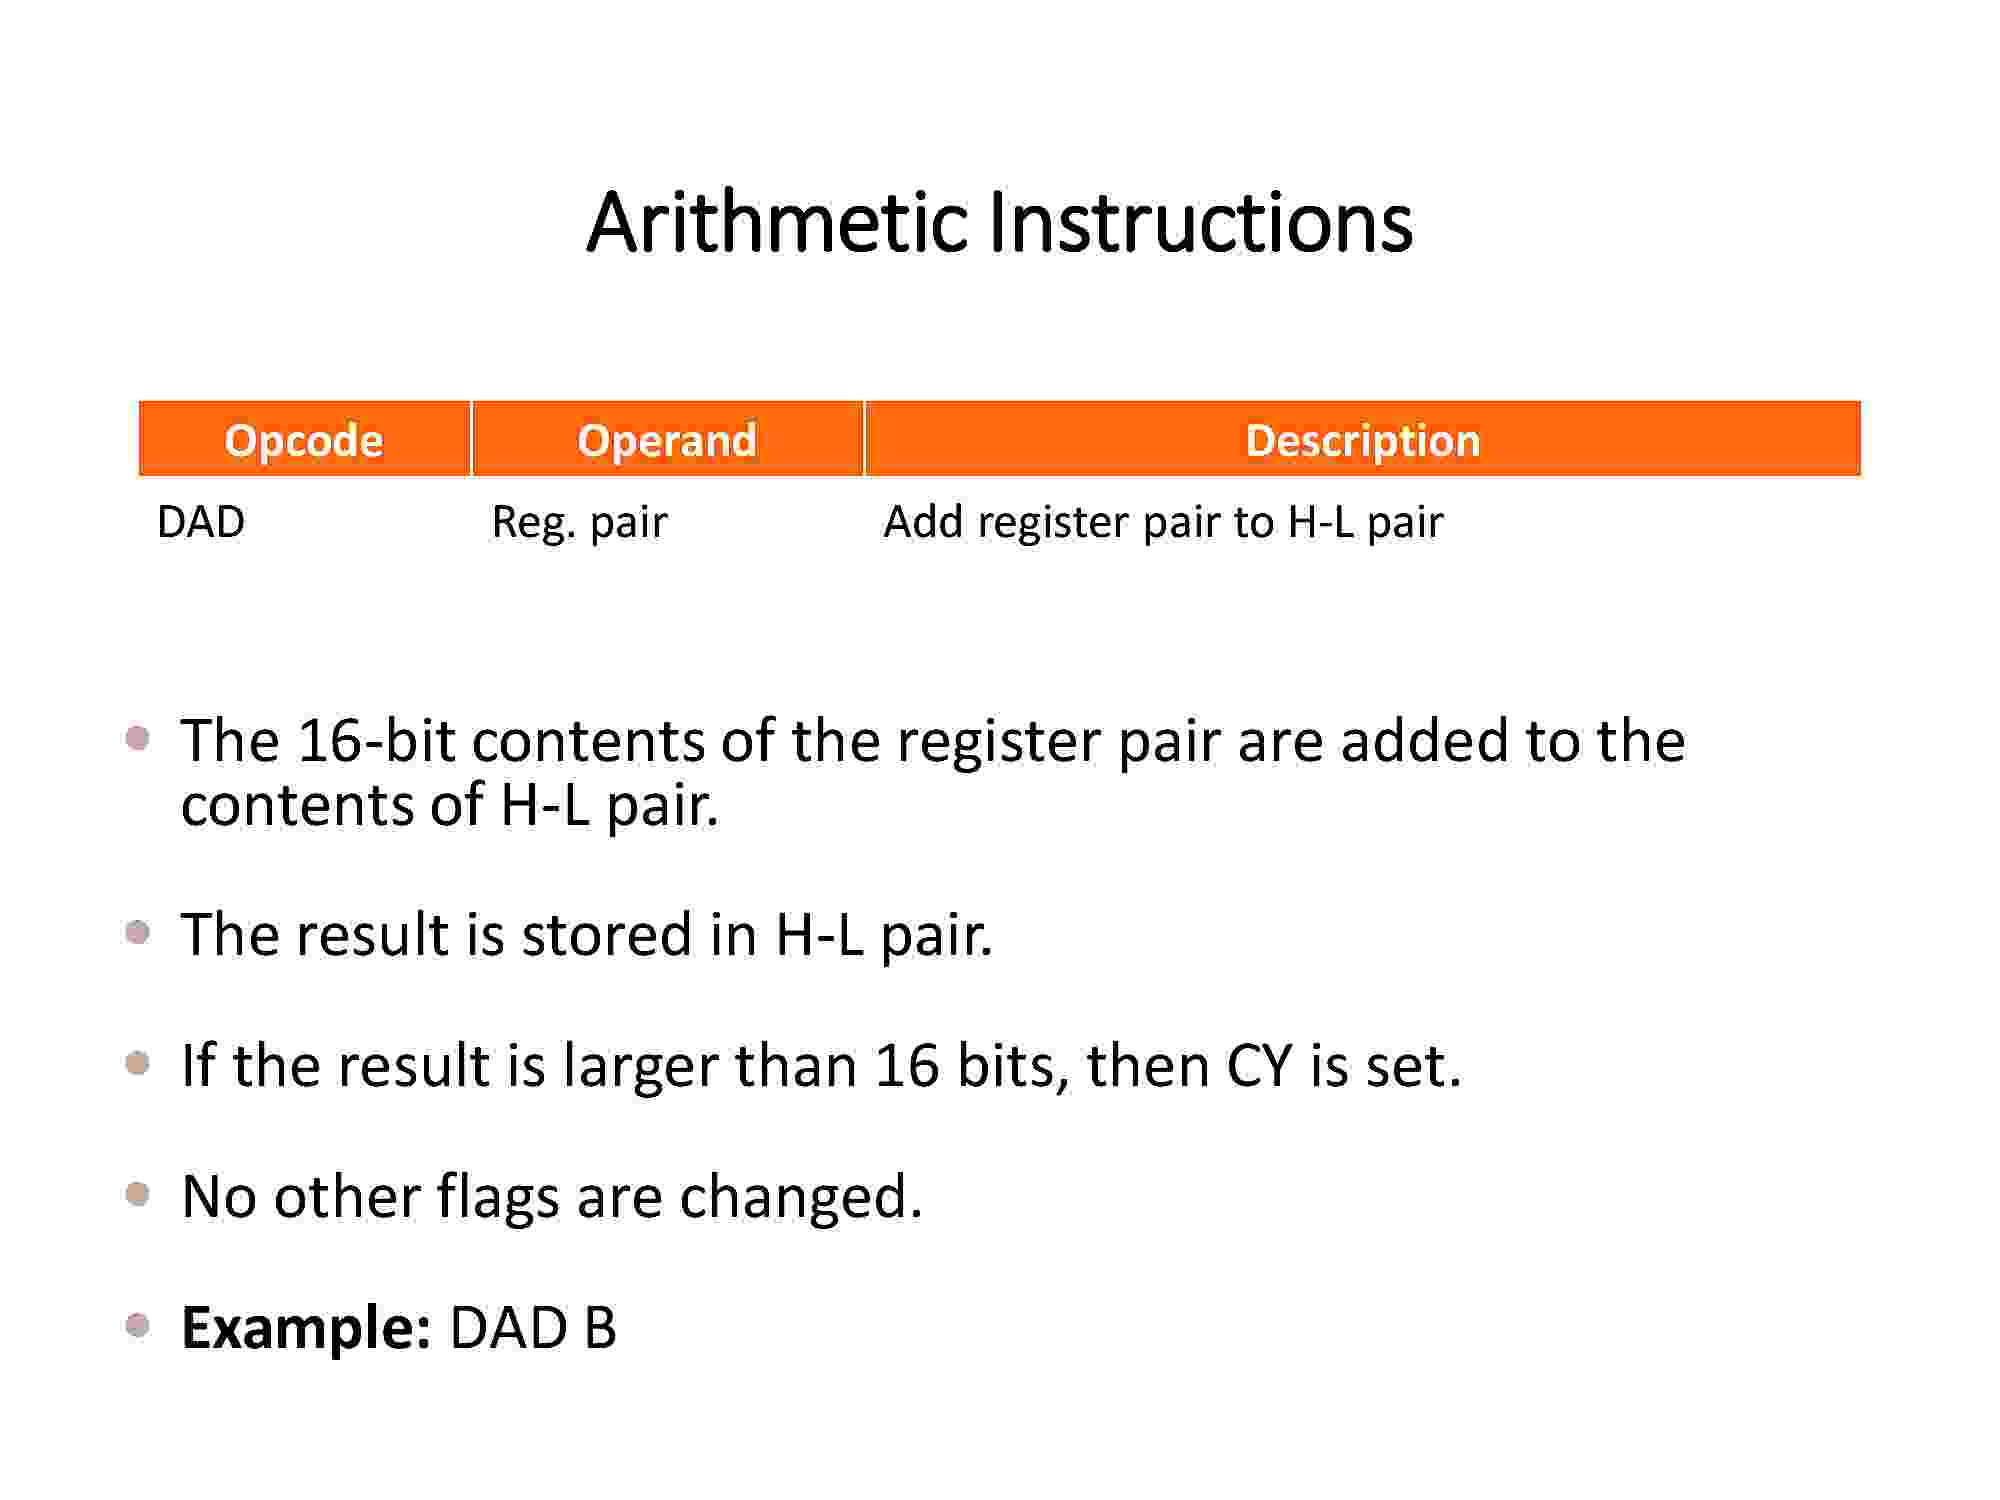 Arithmetic Instructions
Opcode Operand Description
DAD Reg. pair Add register pair to H-L pair
• The 16-bit contents of the register pair are added to the
contents of H-L pair.
• The result is stored in H-L pair.
• If the result is larger than 16 bits, then CY is set.
• No other flags are changed.
• Example: DAD B